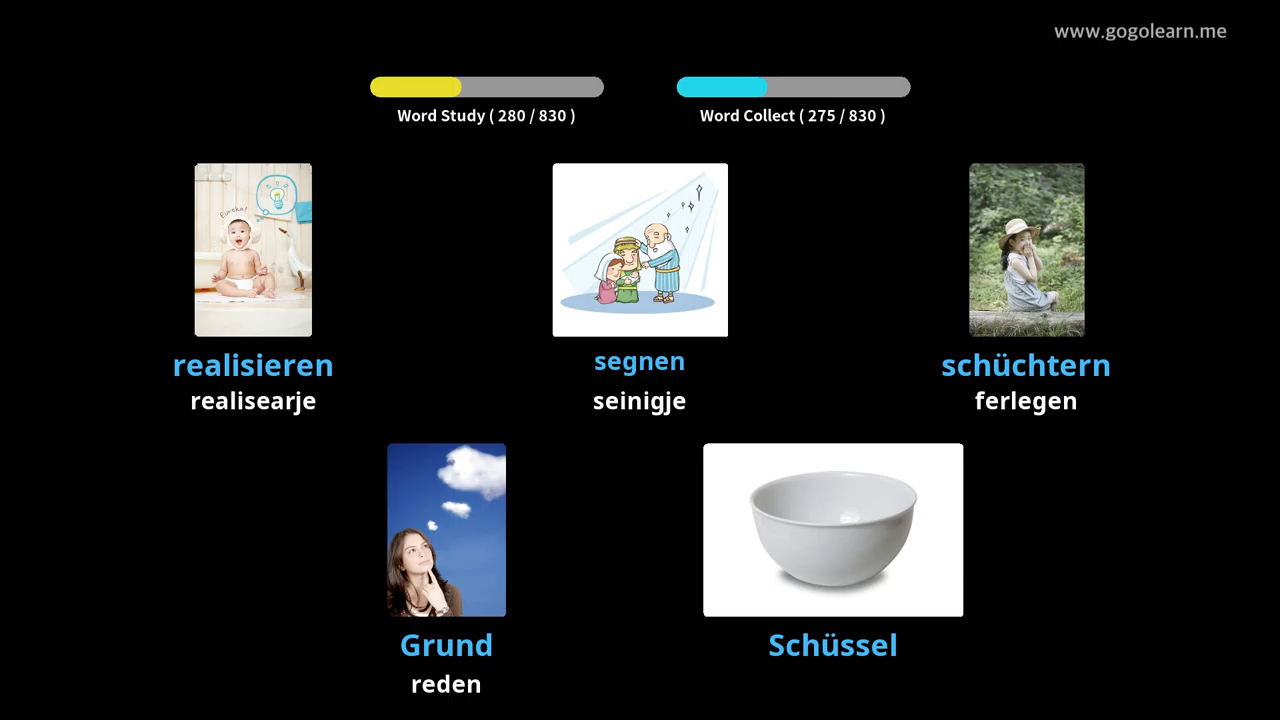 www.gogolearn.me
Word Study ( 280 / 830 )
Word Collect ( 275 / 830 )
Eureka!
realisieren
realisearje
segnen
seinigje
schüchtern
ferlegen
Grund
reden
Schüssel